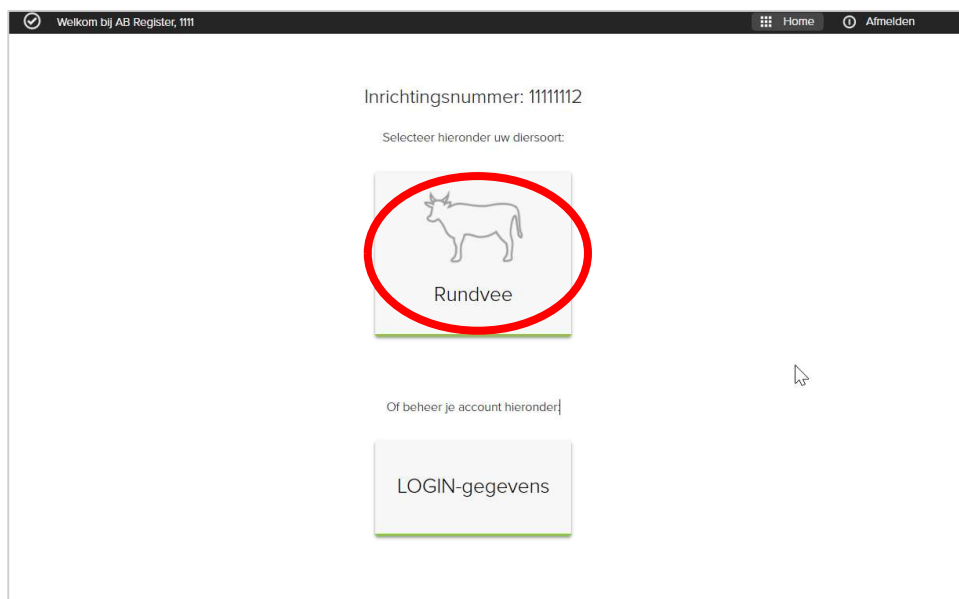 Welkom bij AB Register, 1111
Home
Afmelden
Inrichtingsnummer: 11111112
Selecteer hieronder uw diersoort:
Rundvee
Of beheer je account hieronder:
LOGIN-gegevens